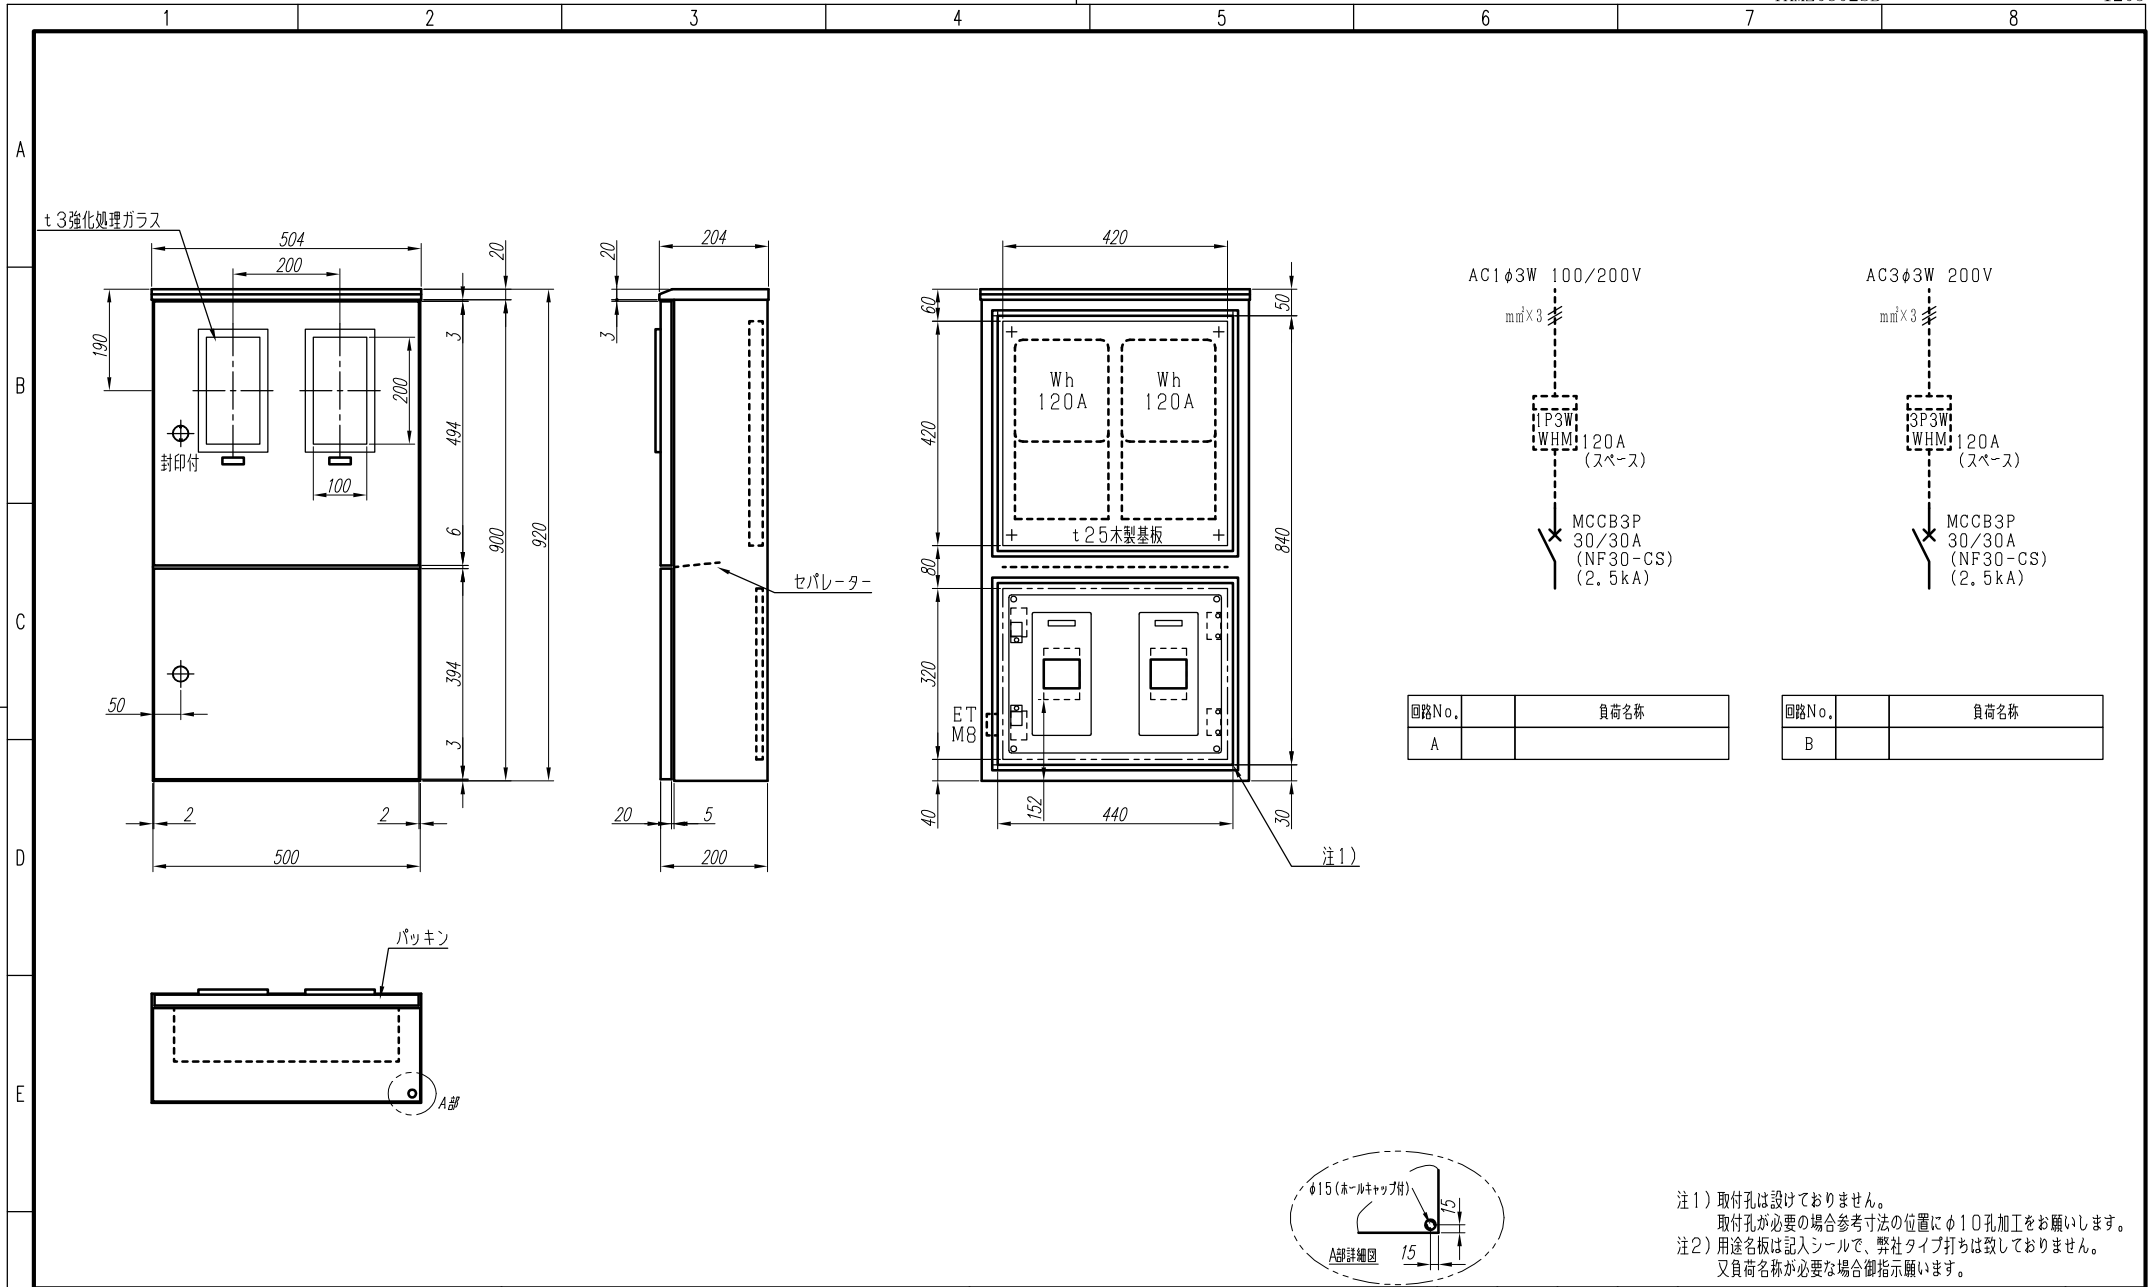 1 2 3 4 5 6 7 8
A
B
C
D
E
t3強化処理ガラス
504
200
20
190
3
200
494
封印付
100
6
900
920
394
50
3
2
2
500
204
20
3
セパレーター
20
5
200
420
60
50
Wh
120A
Wh
120A
420
t25木製基板
840
80
320
ET
M8
152
40
440
30
注1)
AC1φ3W 100/200V
mm²×3
1P3W
WHM
120A
(スペース)
MCCB3P
30/30A
(NF30-CS)
(2.5kA)
AC3φ3W 200V
mm²×3
3P3W
WHM
120A
(スペース)
MCCB3P
30/30A
(NF30-CS)
(2.5kA)
回路No. 負荷名称
A
回路No. 負荷名称
B
パッキン
A部
φ15(ホールキャップ付)
15
15
A部詳細図
注1)取付孔は設けておりません。
取付孔が必要の場合参考寸法の位置にφ10孔加工をお願いします。
注2)用途名板は記入シールで、弊社タイプ打ちは致しておりません。
又負荷名称が必要な場合御指示願います。